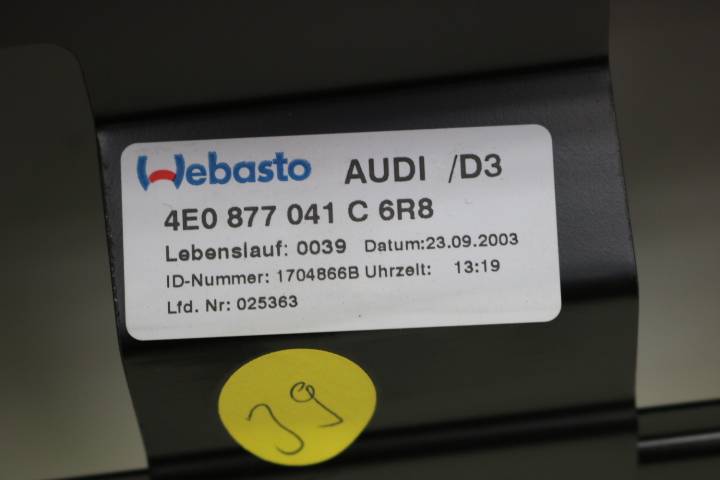 Webasto AUDI /D3
4E0 877 041 C 6R8
Lebenslauf: 0039 Datum:23.09.2003
ID-Nummer: 1704866B Uhrzeit: 13:19
Lfd. Nr: 025363
39